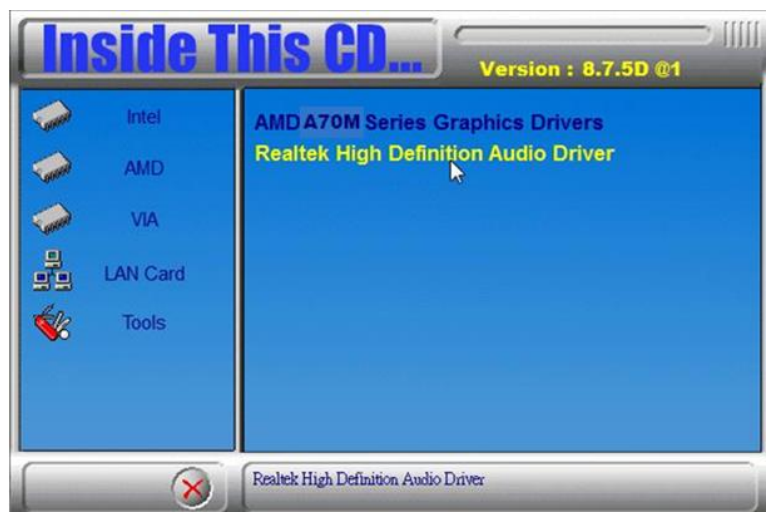 Inside This CD...
Version : 8.7.5D @1
Intel
AMD
VIA
LAN Card
Tools
AMD A70M Series Graphics Drivers
Realtek High Definition Audio Driver
Realtek High Definition Audio Driver